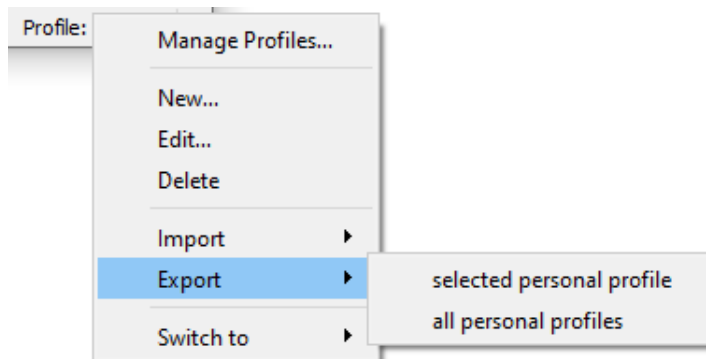 Profile:
Manage Profiles...
New...
Edit...
Delete
Import
Export
selected personal profile
all personal profiles
Switch to